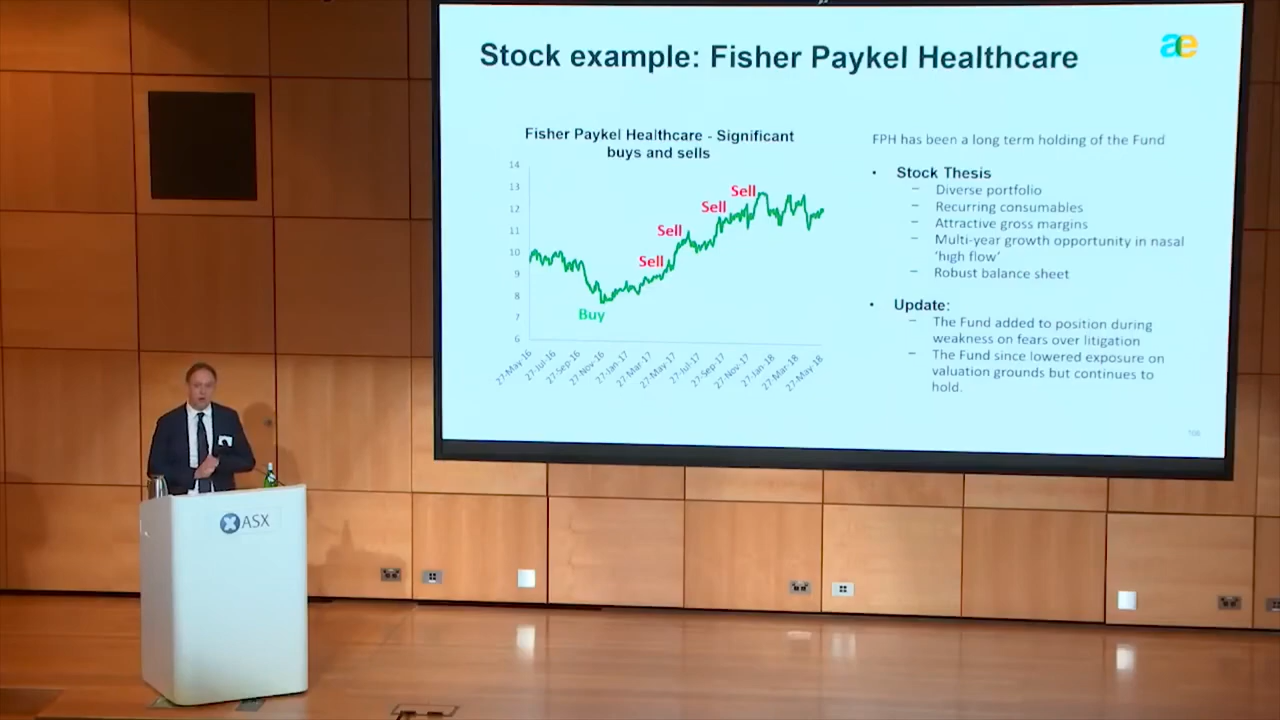 Stock example: Fisher Paykel Healthcare
ae
Fisher Paykel Healthcare - Significant
buys and sells
14
13
12
11
10
9
8
7
6
Sell
Sell
Sell
Sell
Buy
27-May-16
27-Jul-16
27-Sep-16
27-Nov-16
27-Jan-17
27-Mar-17
27-May-17
27-Jul-17
27-Sep-17
27-Nov-17
27-Jan-18
27-Mar-18
27-May-18
FPH has been a long term holding of the Fund
• Stock Thesis
– Diverse portfolio
– Recurring consumables
– Attractive gross margins
– Multi-year growth opportunity in nasal
‘high flow’
– Robust balance sheet
• Update:
– The Fund added to position during
weakness on fears over litigation
– The Fund since lowered exposure on
valuation grounds but continues to
hold.
ASX